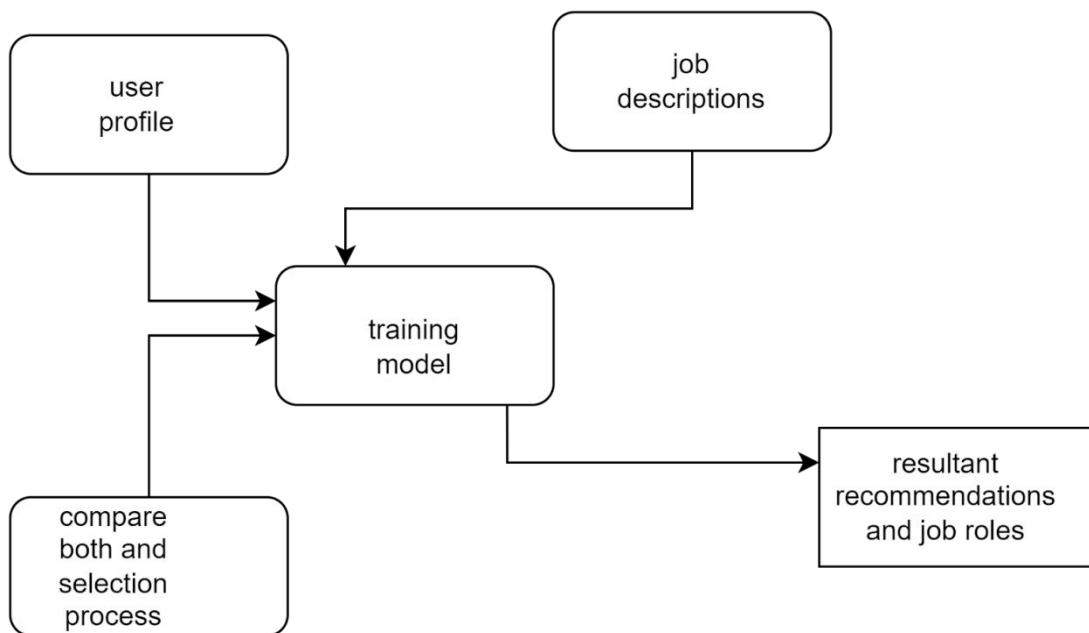 user
profile
job
descriptions
training
model
compare
both and
selection
process
resultant
recommendations
and job roles